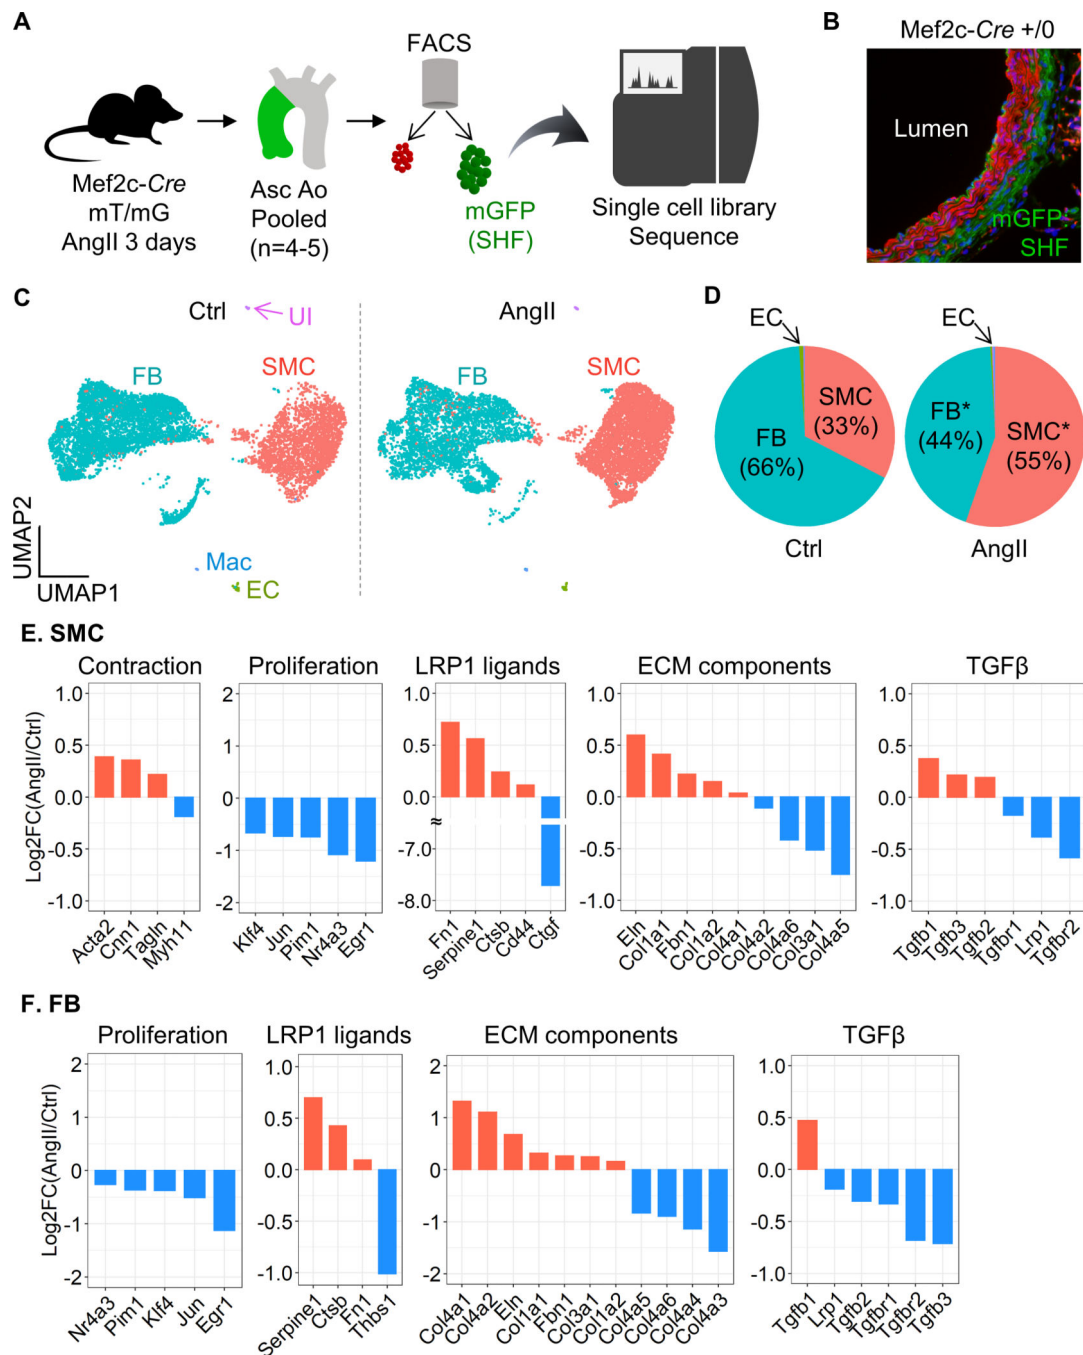 A
FACS
Mef2c-Cre
mT/mG
AngII 3 days
Asc Ao
Pooled
(n=4-5)
mGFP
(SHF)
Single cell library
Sequence
B
Mef2c-Cre +/0
Lumen
mGFP:
SHF
C
Ctrl
UI
AngII
FB
SMC
FB
SMC
Mac
EC
UMAP2
UMAP1
D
EC
EC
SMC
(33%)
FB
(66%)
FB*
(44%)
SMC*
(55%)
Ctrl
AngII
E. SMC
Contraction
Proliferation
LRP1 ligands
ECM components
TGFβ
Log2FC(AngII/Ctrl)
1.0
0.5
0.0
-0.5
-1.0
Acta2
Cnn1
Tagln
Myh11
2
1
0
-1
-2
Klf4
Jun
Pim1
Nr4a3
Egr1
1.0
0.5
0.0
≈
-7.0
-8.0
Fn1
Serpine1
Ctsb
Cd44
Ctgf
1.0
0.5
0.0
-0.5
-1.0
Eln
Col1a1
Fbn1
Col1a2
Col4a1
Col4a2
Col4a6
Col3a1
Col4a5
1.0
0.5
0.0
-0.5
-1.0
Tgfb1
Tgfb3
Tgfb2
Tgfbr1
Lrp1
Tgfbr2
F. FB
Proliferation
LRP1 ligands
ECM components
TGFβ
Log2FC(AngII/Ctrl)
2
1
0
-1
-2
Nr4a3
Pim1
Klf4
Jun
Egr1
1.0
0.5
0.0
-0.5
-1.0
Serpine1
Ctsb
Fn1
Thbs1
2
1
0
-1
-2
Col4a1
Col4a2
Eln
Col1a1
Fbn1
Col3a1
Col1a2
Col4a5
Col4a6
Col4a4
Col4a3
1.0
0.5
0.0
-0.5
-1.0
Tgfb1
Lrp1
Tgfb2
Tgfbr1
Tgfbr2
Tgfb3